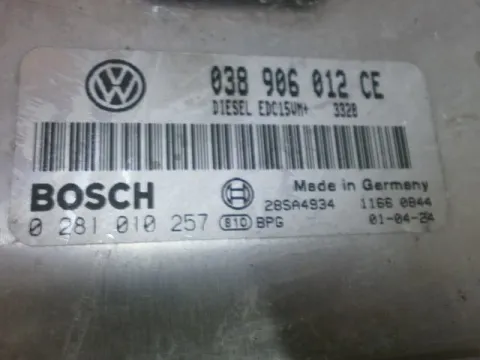 038 906 012 CE
DIESEL EDC15VM+ 3328
BOSCH
Made in Germany
28SA4934 1166 0844
0 281 010 257 S10 BPG 01-04-24